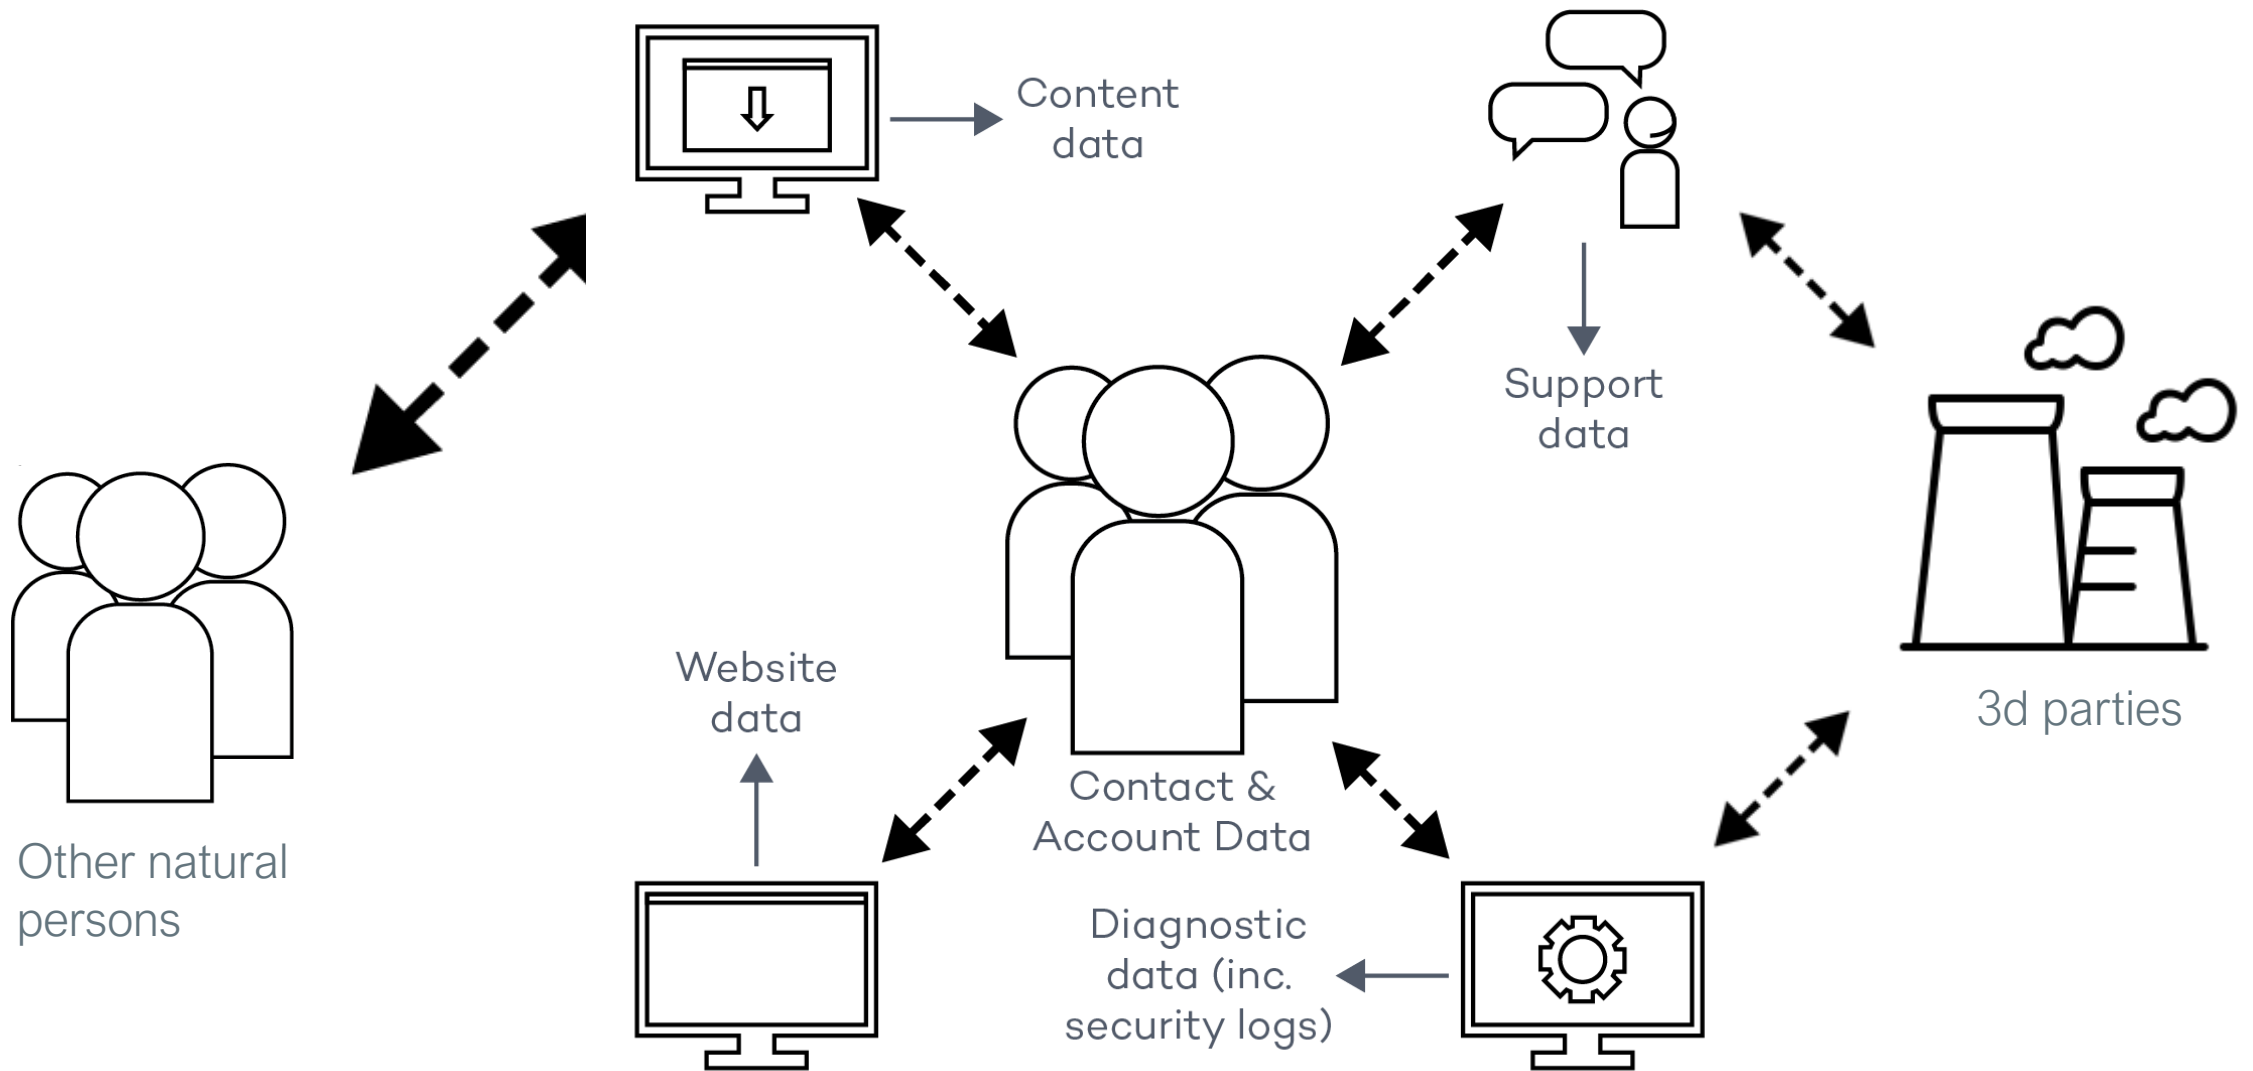 Content
data
Support
data
Website
data
3d parties
Contact &
Account Data
Other natural
persons
Diagnostic
data (inc.
security logs)